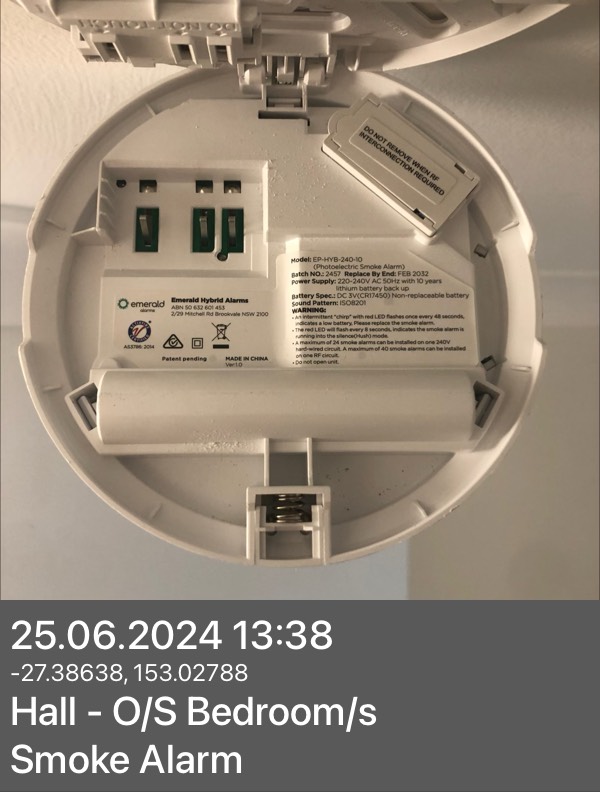 DO NOT REMOVE WHEN RF
INTERCONNECTION REQUIRED
Model: EP-HYB-240-10
(Photoelectric Smoke Alarm)
Batch NO.: 2457 Replace By End: FEB 2032
Power Supply: 220-240V AC 50Hz with 10 years
lithium battery back up
Battery Spec.: DC 3V(CR17450) Non-replaceable battery
Sound Pattern: ISO8201
WARNING:
• An intermittent "chirp" with red LED flashes once every 48 seconds,
indicates a low battery. Please replace the smoke alarm.
• The red LED will flash every 8 seconds, indicates the smoke alarm is
running into the silence(Hush) mode.
• A maximum of 24 smoke alarms can be installed on one 240V
hard-wired circuit. A maximum of 40 smoke alarms can be installed
on one RF circuit.
• Do not open unit.
emerald
alarms
Emerald Hybrid Alarms
ABN 50 632 601 453
2/29 Mitchell Rd Brookvale NSW 2100
AS3786: 2014
Patent pending
MADE IN CHINA
Ver:1.0
25.06.2024 13:38
-27.38638, 153.02788
Hall - O/S Bedroom/s
Smoke Alarm